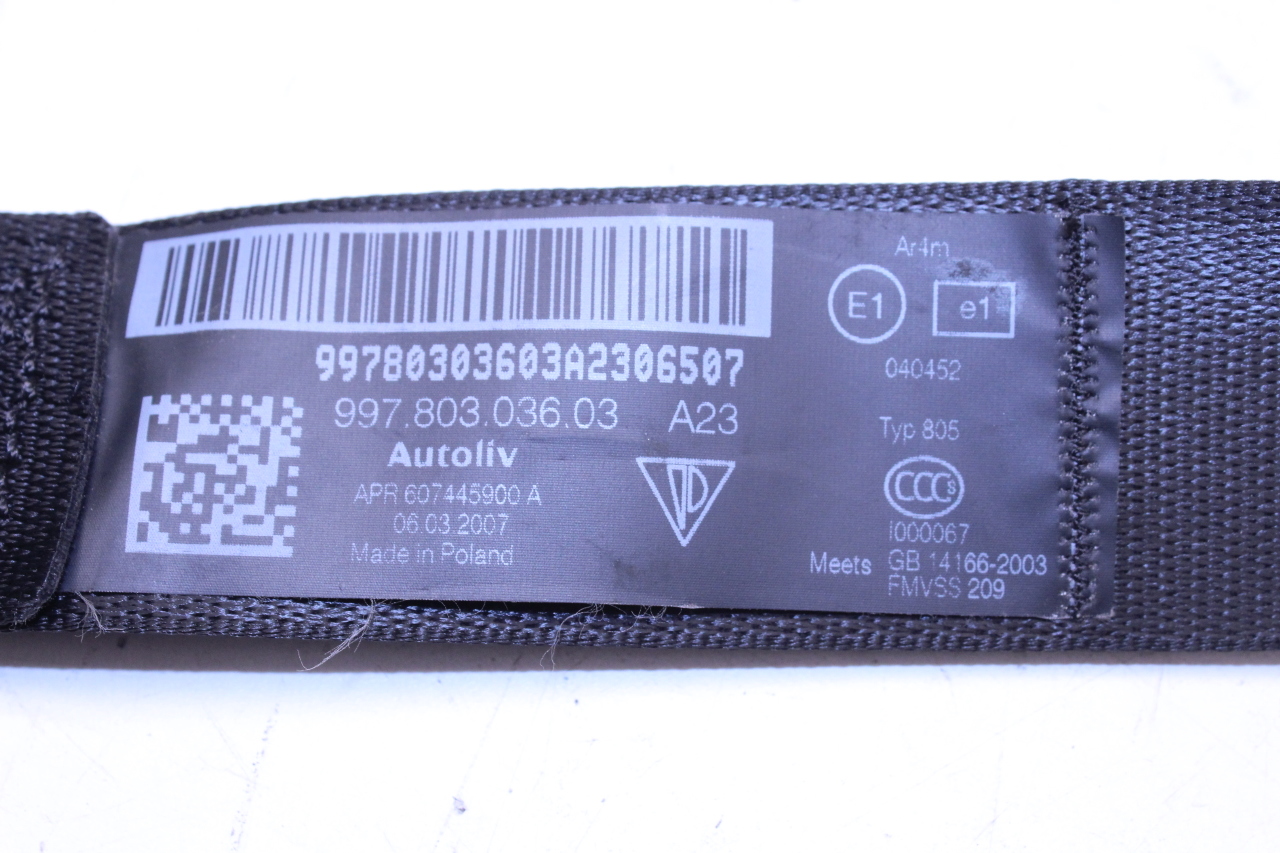 99780303603A2306507
997.803.036.03 A23
Autoliv
APR 607445900 A
06.03.2007
Made in Poland
Ar4m
E1 e1
040452
Typ 805
CCC S
I000067
Meets GB 14166-2003
FMVSS 209